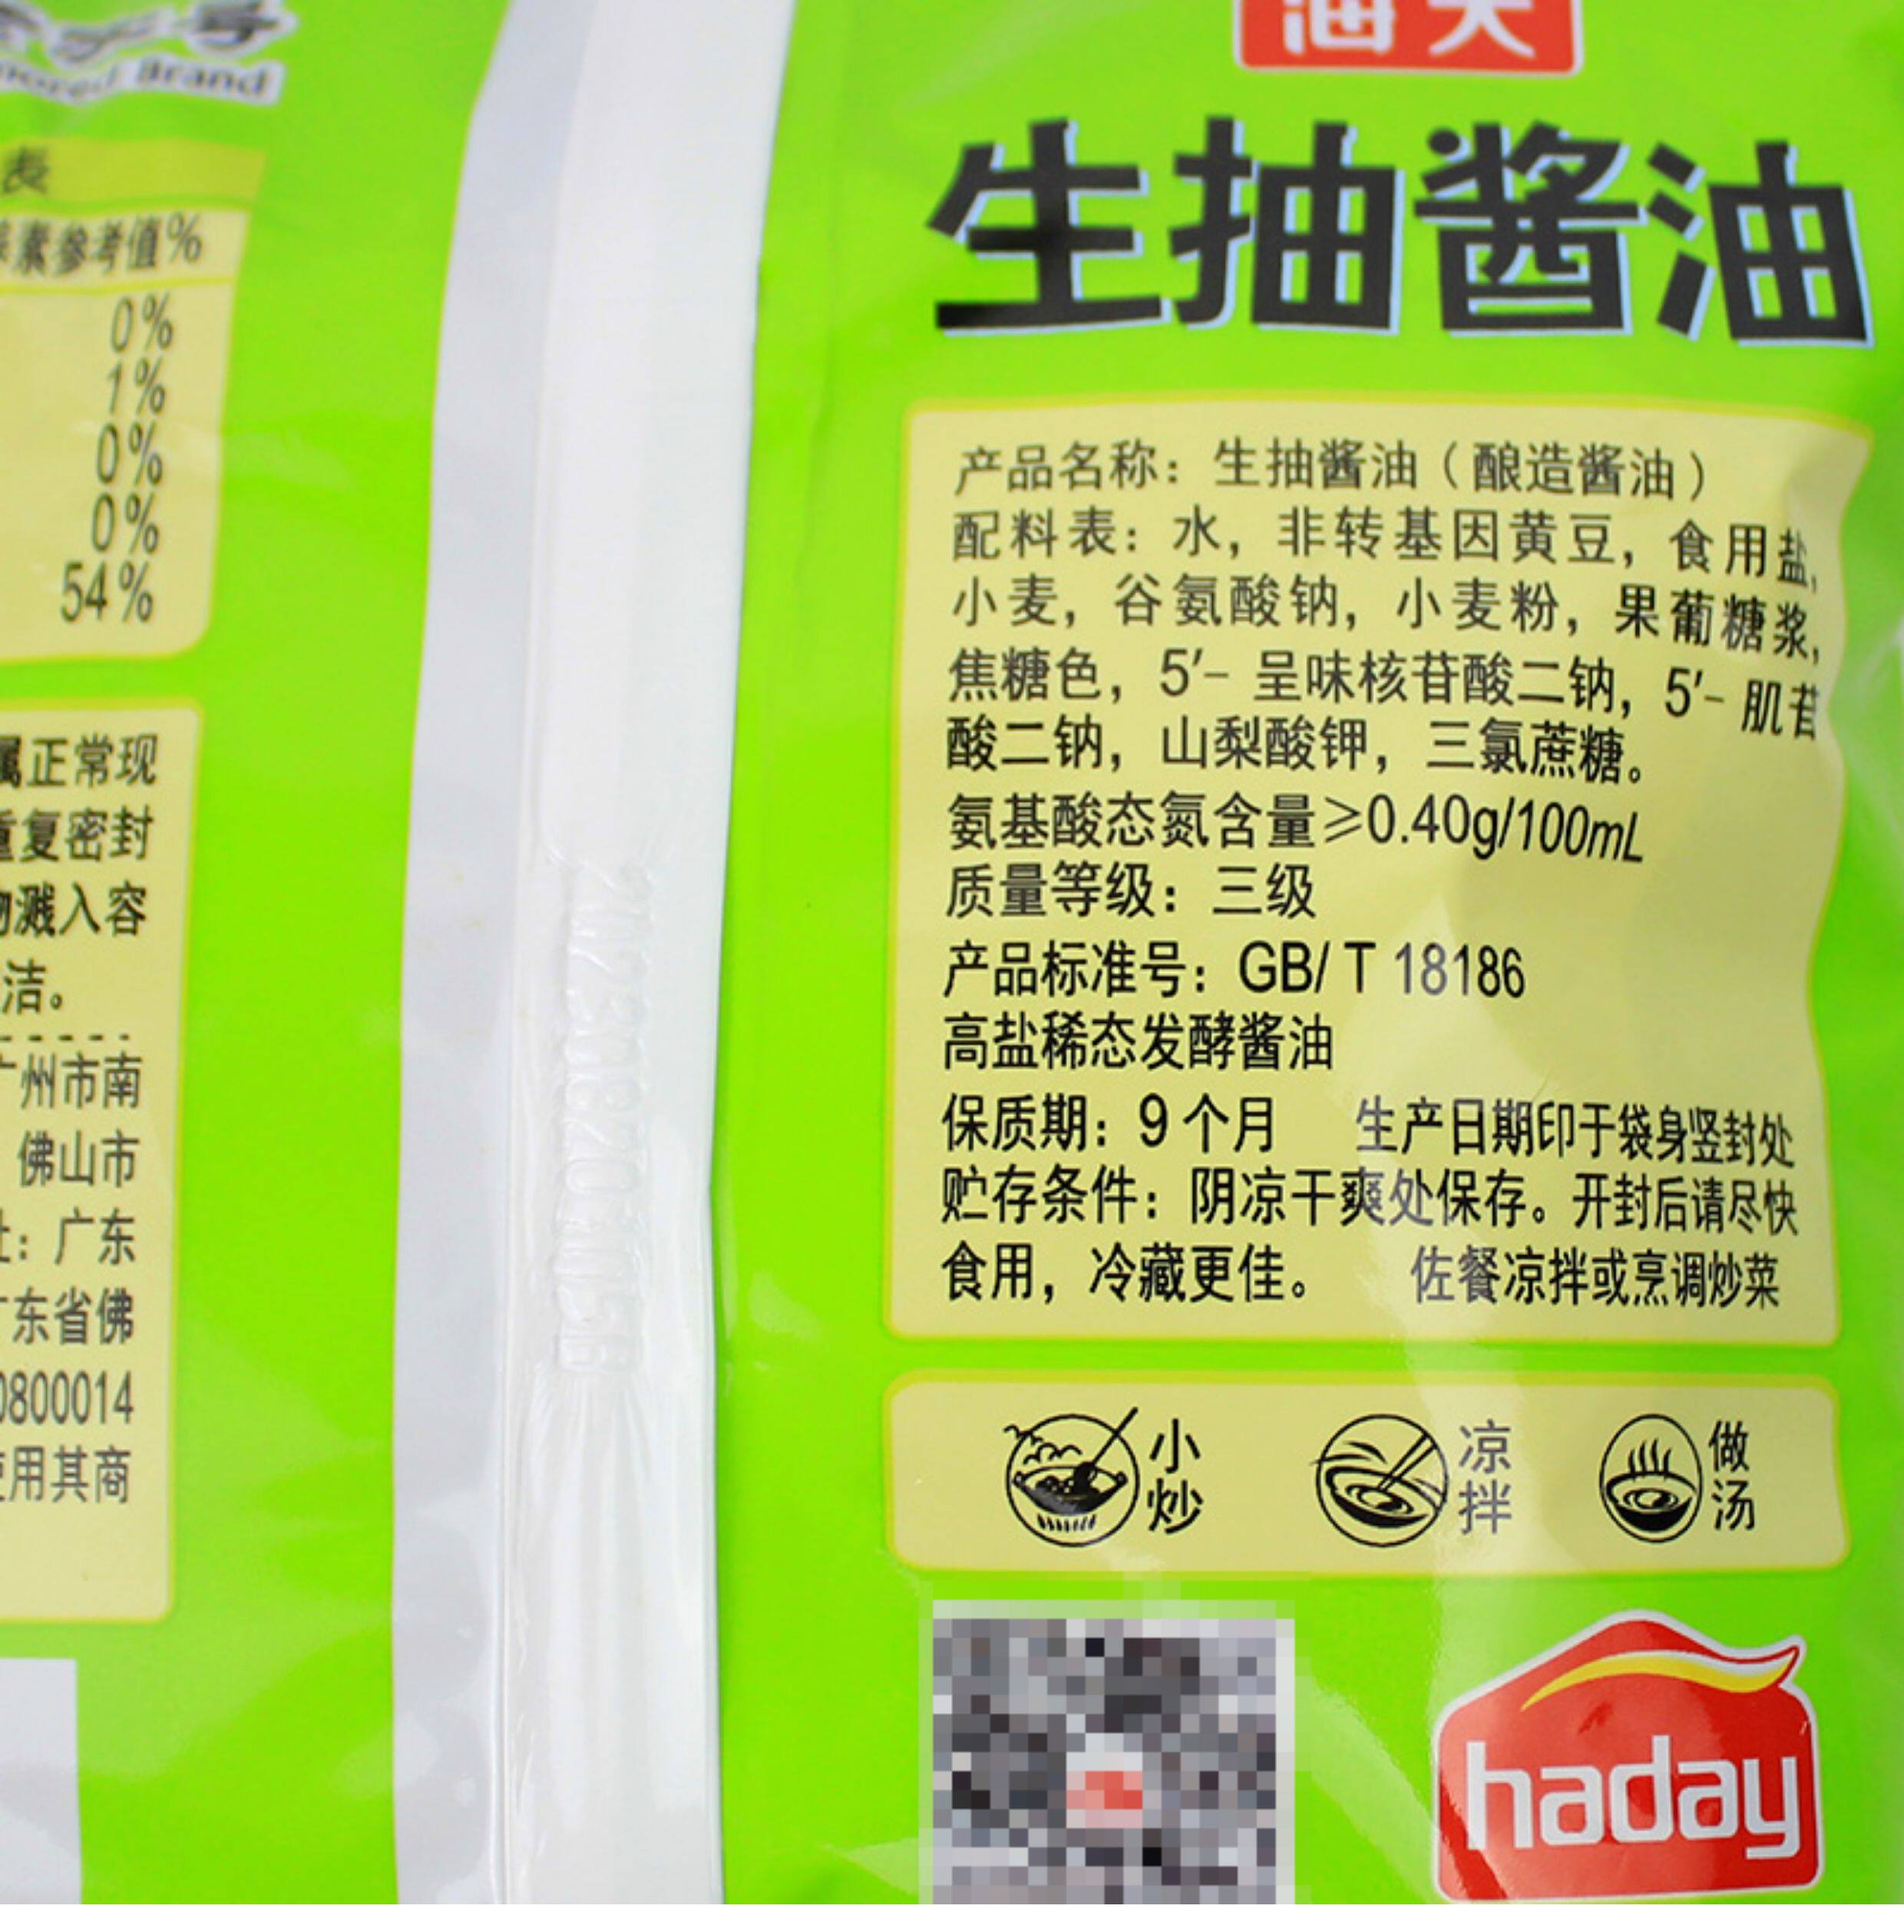 Brand
表
素参考值%
0%
1%
0%
0%
54%
属正常现
重复密封
溅入容
洁。
广州市南
佛山市
址：广东
广东省佛
0800014
使用其商
海天
生抽酱油
产品名称：生抽酱油（酿造酱油）
配料表：水，非转基因黄豆，食用盐，
小麦，谷氨酸钠，小麦粉，果葡糖浆，
焦糖色，5′-呈味核苷酸二钠，5′-肌苷
酸二钠，山梨酸钾，三氯蔗糖。
氨基酸态氮含量≥0.40g/100mL
质量等级：三级
产品标准号：GB/T 18186
高盐稀态发酵酱油
保质期：9个月 生产日期印于袋身竖封处
贮存条件：阴凉干爽处保存。开封后请尽快
食用，冷藏更佳。 佐餐凉拌或烹调炒菜
小炒 凉拌 做汤
haday